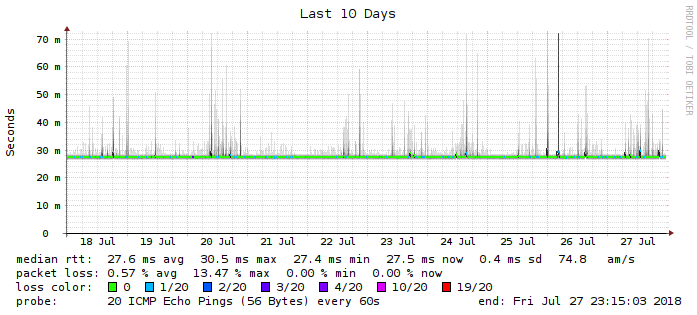 Last 10 Days
RRDTOOL / TOBI OETIKER
Seconds
70 m
60 m
50 m
40 m
30 m
20 m
10 m
0
18 Jul 19 Jul 20 Jul 21 Jul 22 Jul 23 Jul 24 Jul 25 Jul 26 Jul 27 Jul
median rtt: 27.6 ms avg 30.5 ms max 27.4 ms min 27.5 ms now 0.4 ms sd 74.8 am/s
packet loss: 0.57 % avg 13.47 % max 0.00 % min 0.00 % now
loss color: 0 1/20 2/20 3/20 4/20 10/20 19/20
probe: 20 ICMP Echo Pings (56 Bytes) every 60s end: Fri Jul 27 23:15:03 2018